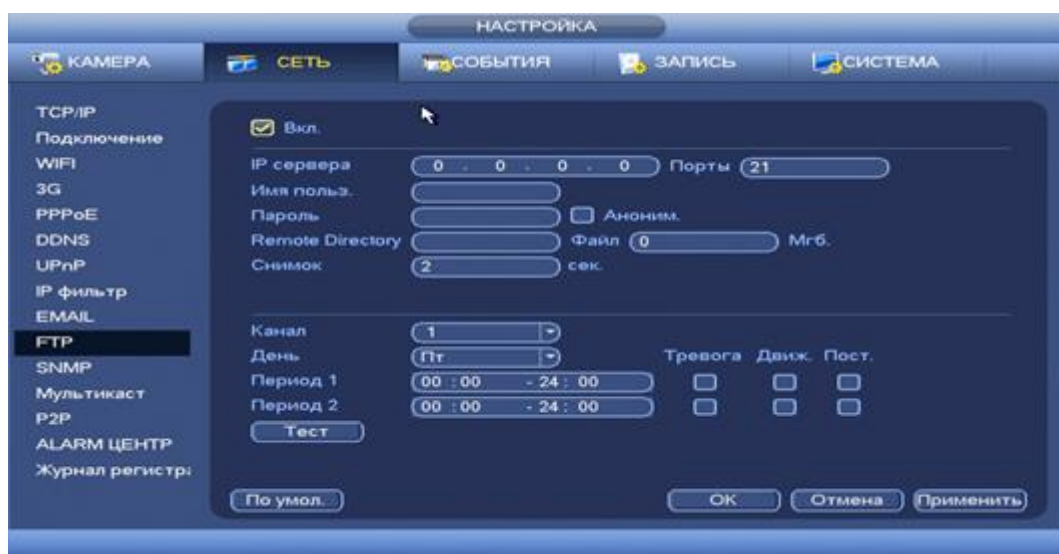 НАСТРОЙКА
КАМЕРА СЕТЬ СОБЫТИЯ ЗАПИСЬ СИСТЕМА
TCP/IP
Подключение
WIFI
3G
PPPoE
DDNS
UPnP
IP фильтр
EMAIL
FTP
SNMP
Мультикаст
P2P
ALARM ЦЕНТР
Журнал регистра
Вкл.
IP сервера 0 . 0 . 0 . 0 Порты 21
Имя польз.
Пароль Аноним.
Remote Directory Файл 0 Мгб.
Снимок 2 сек.
Канал 1
День Пт Тревога Движ. Пост.
Период 1 00 : 00 - 24 : 00
Период 2 00 : 00 - 24 : 00
Тест
По умол. OK Отмена Применить